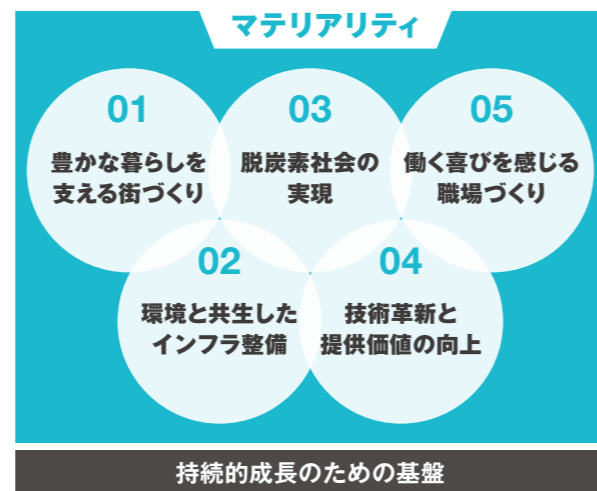 マテリアリティ
01
豊かな暮らしを
支える街づくり
03
脱炭素社会の
実現
05
働く喜びを感じる
職場づくり
02
環境と共生した
インフラ整備
04
技術革新と
提供価値の向上
持続的成長のための基盤